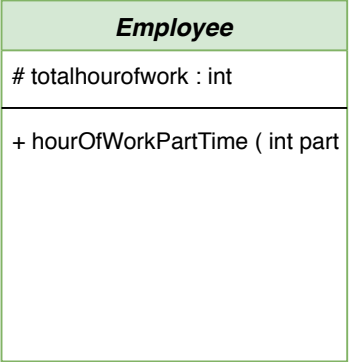 Employee
# totalhourofwork : int
+ hourOfWorkPartTime ( int part